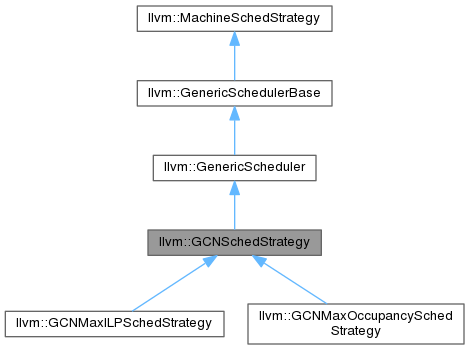 llvm::MachineSchedStrategy
llvm::GenericSchedulerBase
llvm::GenericScheduler
llvm::GCNSchedStrategy
llvm::GCNMaxILPSchedStrategy
llvm::GCNMaxOccupancySched
Strategy